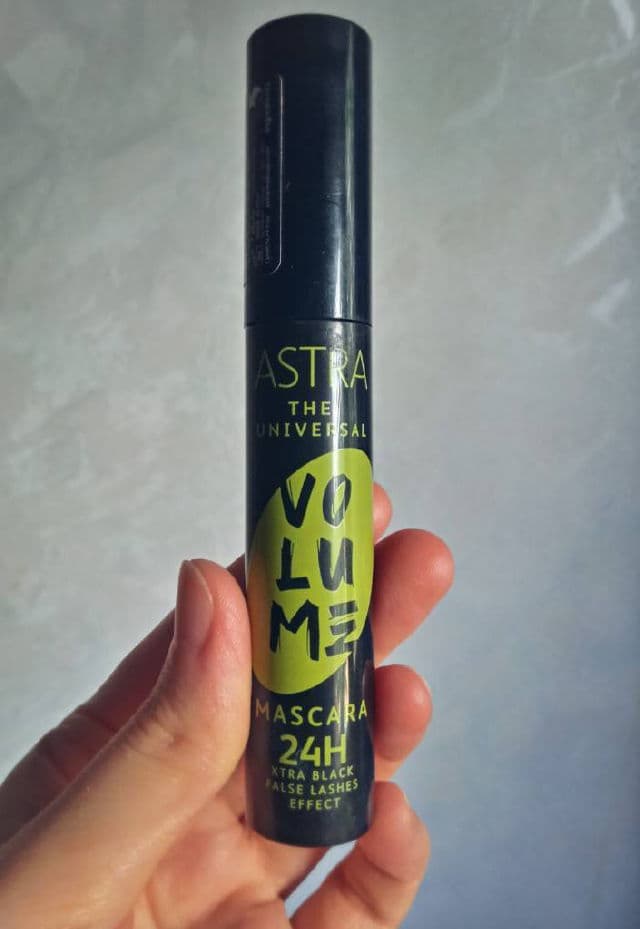 ASTRA
THE
UNIVERSAL
VO
LU
ME
MASCARA
24H
XTRA BLACK
FALSE LASHES
EFFECT